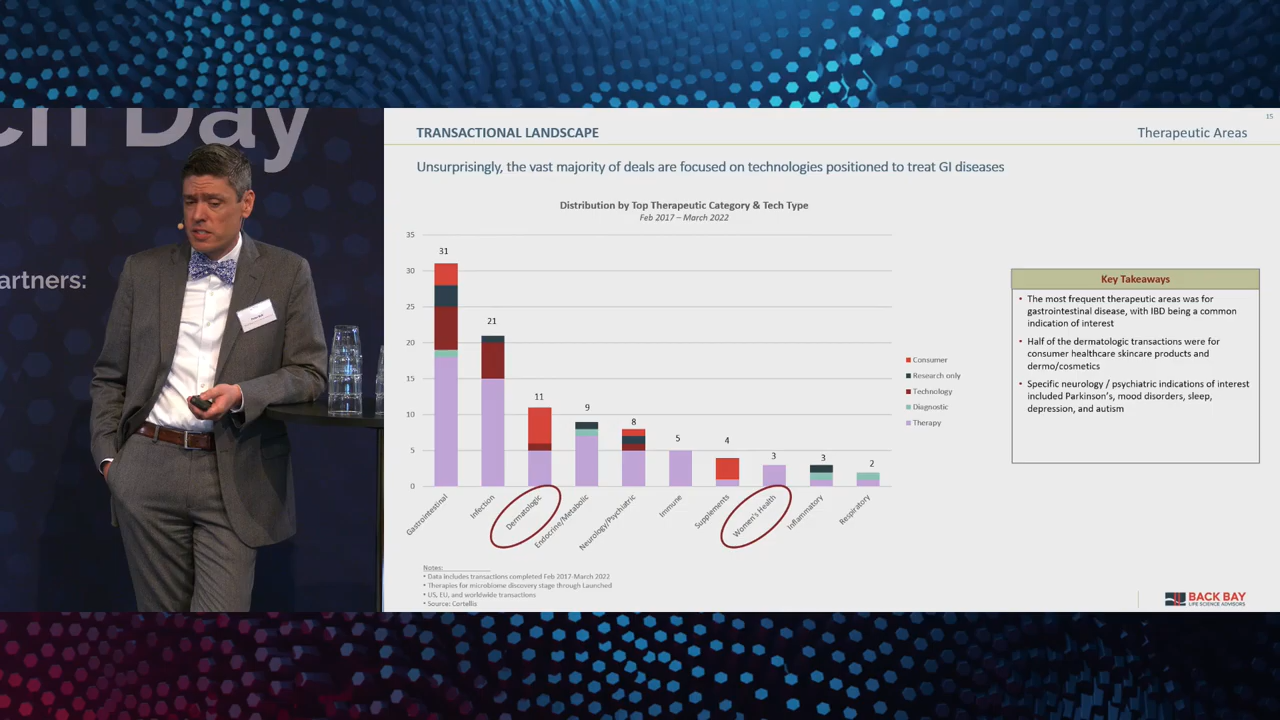 ch Day
artners:
15
TRANSACTIONAL LANDSCAPE
Therapeutic Areas
Unsurprisingly, the vast majority of deals are focused on technologies positioned to treat GI diseases
Distribution by Top Therapeutic Category & Tech Type
Feb 2017 – March 2022
35
30
25
20
15
10
5
0
31
21
11
9
8
5
4
3
3
2
Gastrointestinal
Infection
Dermatologic
Endocrine/Metabolic
Neurology/Psychiatric
Immune
Supplements
Women's Health
Inflammatory
Respiratory
Consumer
Research only
Technology
Diagnostic
Therapy
Key Takeaways
• The most frequent therapeutic areas was for
gastrointestinal disease, with IBD being a common
indication of interest
• Half of the dermatologic transactions were for
consumer healthcare skincare products and
dermo/cosmetics
• Specific neurology / psychiatric indications of interest
included Parkinson's, mood disorders, sleep,
depression, and autism
Notes:
• Data includes transactions completed Feb 2017-March 2022
• Therapies for microbiome discovery stage through Launched
• US, EU, and worldwide transactions
• Source: Cortellis
BACK BAY
LIFE SCIENCE ADVISORS